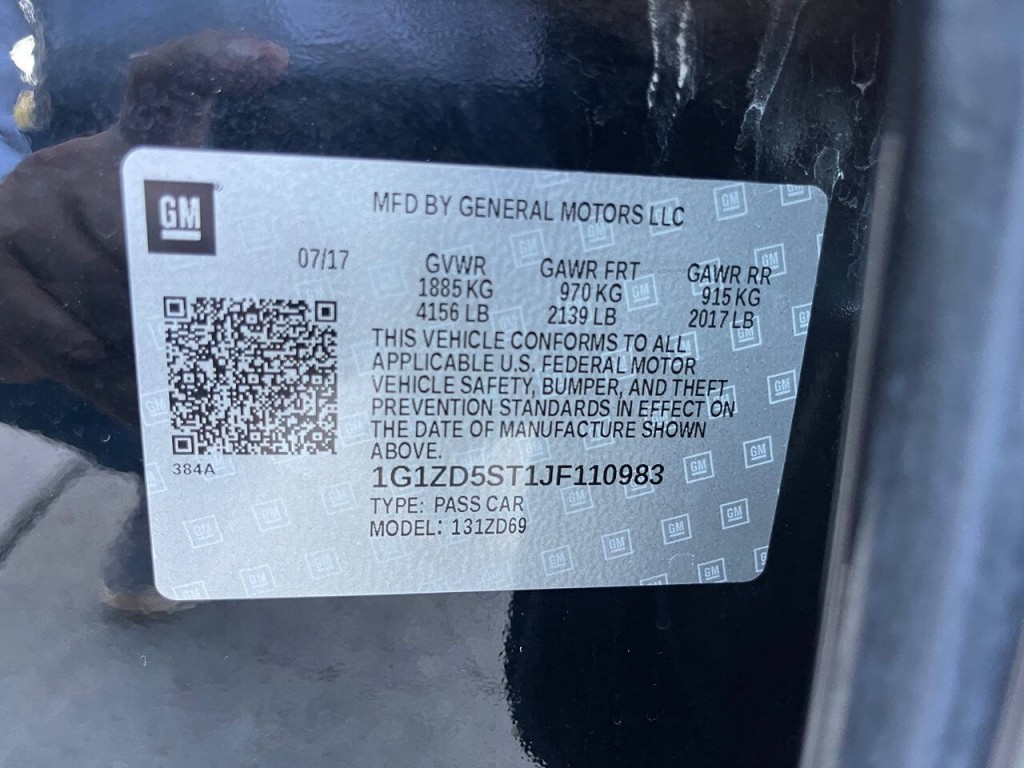 GM
MFD BY GENERAL MOTORS LLC
07/17
GVWR GAWR FRT GAWR RR
1885 KG 970 KG 915 KG
4156 LB 2139 LB 2017 LB
THIS VEHICLE CONFORMS TO ALL
APPLICABLE U.S. FEDERAL MOTOR
VEHICLE SAFETY, BUMPER, AND THEFT
PREVENTION STANDARDS IN EFFECT ON
THE DATE OF MANUFACTURE SHOWN
ABOVE.
384A
1G1ZD5ST1JF110983
TYPE: PASS CAR
MODEL: 131ZD69